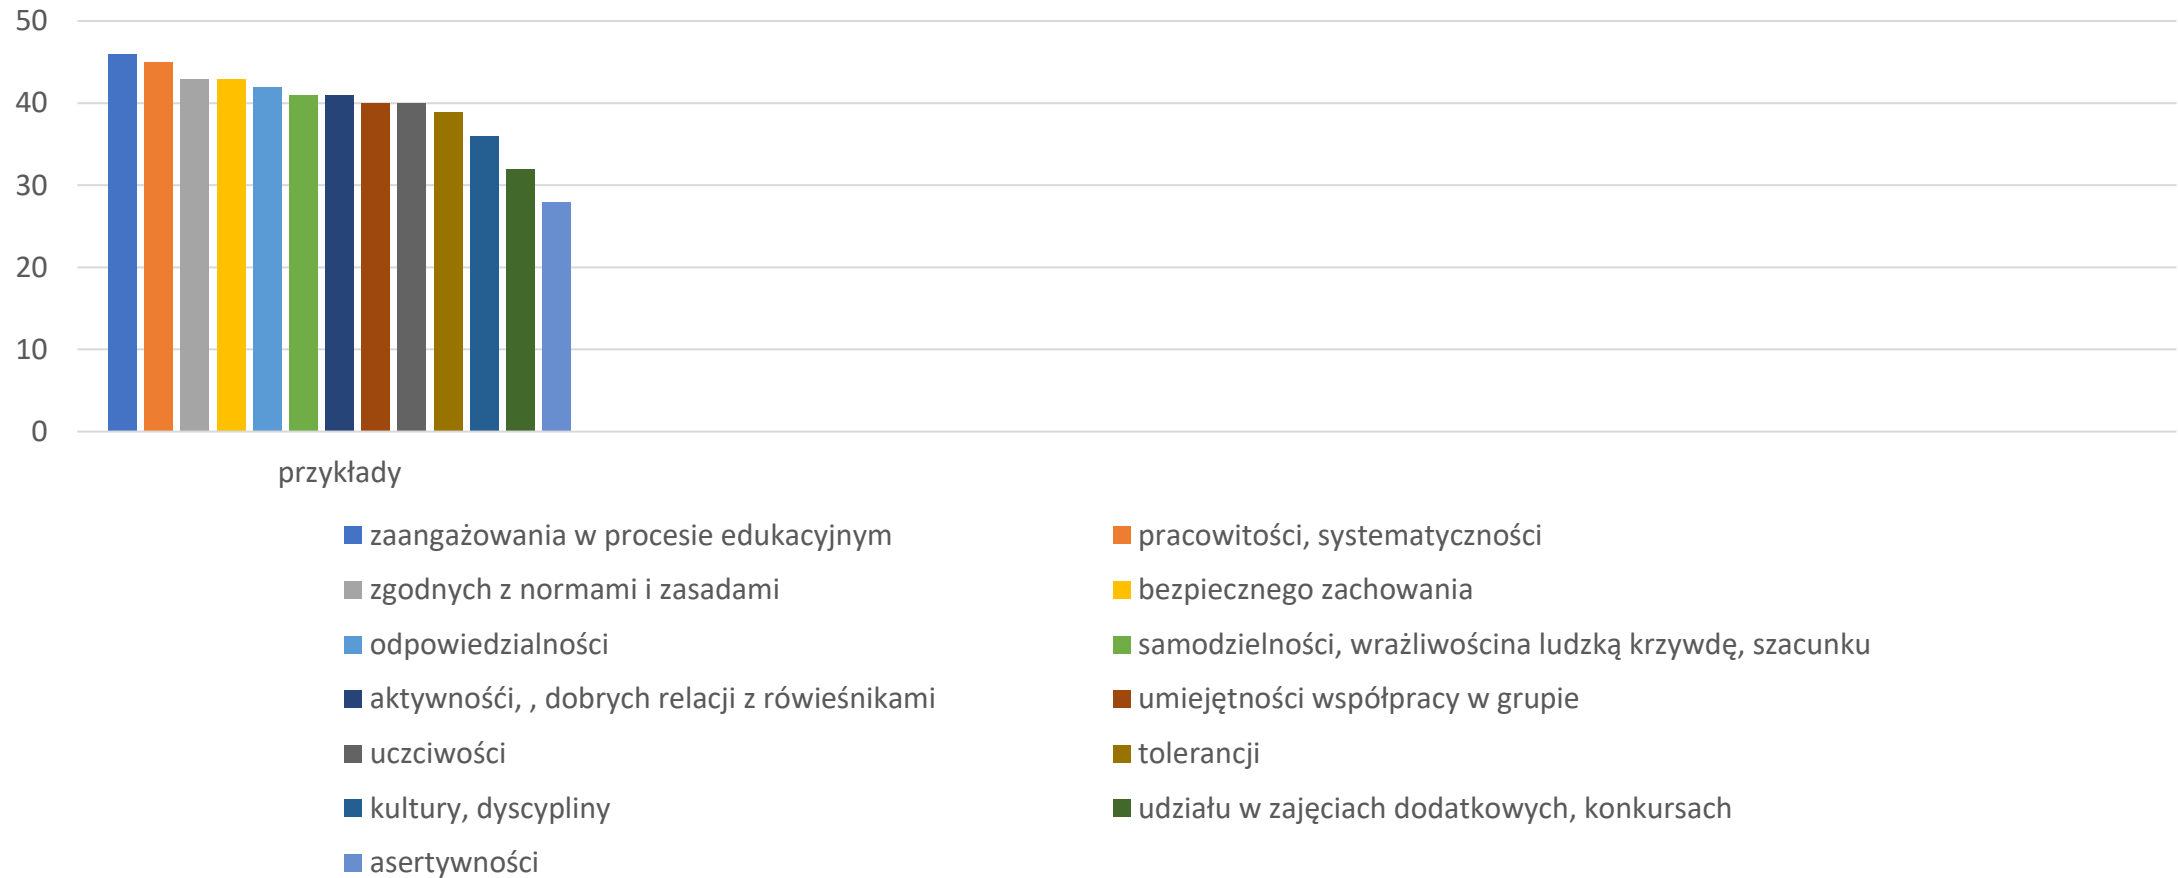 50
40
30
20
10
0
przykłady
zaangażowania w procesie edukacyjnym
pracowitości, systematyczności
zgodnych z normami i zasadami
bezpiecznego zachowania
odpowiedzialności
samodzielności, wrażliwościna ludzką krzywdę, szacunku
aktywnośći, , dobrych relacji z rówieśnikami
umiejętności współpracy w grupie
uczciwości
tolerancji
kultury, dyscypliny
udziału w zajęciach dodatkowych, konkursach
asertywności